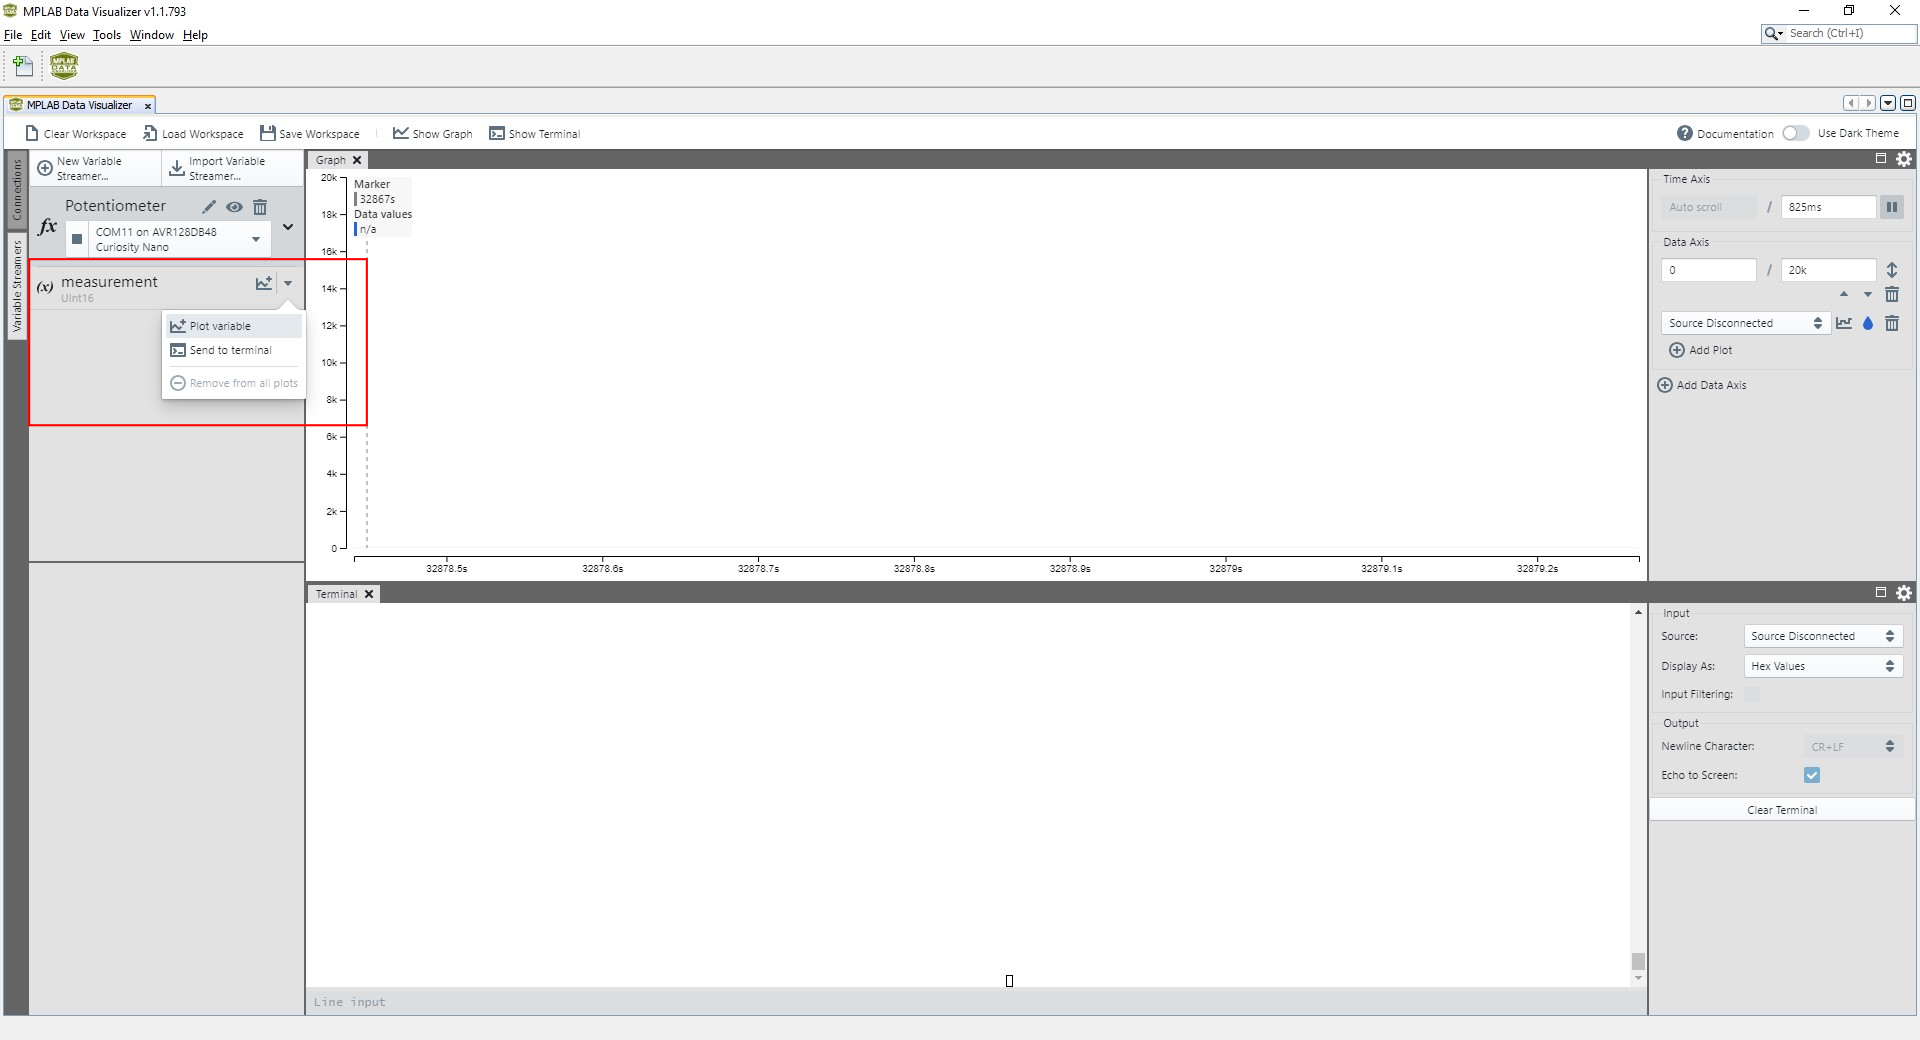 MPLAB Data Visualizer v1.1.793
File Edit View Tools Window Help
Search (Ctrl+I)
MPLAB Data Visualizer
Clear Workspace Load Workspace Save Workspace Show Graph Show Terminal
Documentation Use Dark Theme
Connections
Variable Streamers
New Variable
Streamer...
Import Variable
Streamer...
fx
Potentiometer
COM11 on AVR128DB48
Curiosity Nano
(x) measurement
UInt16
Plot variable
Send to terminal
Remove from all plots
Graph
Marker
32867s
Data values
n/a
20k
18k
16k
14k
12k
10k
8k
6k
4k
2k
0
32878.5s 32878.6s 32878.7s 32878.8s 32878.9s 32879s 32879.1s 32879.2s
Time Axis
Auto scroll / 825ms
Data Axis
0 / 20k
Source Disconnected
Add Plot
Add Data Axis
Terminal
Line input
Input
Source: Source Disconnected
Display As: Hex Values
Input Filtering:
Output
Newline Character: CR+LF
Echo to Screen:
Clear Terminal